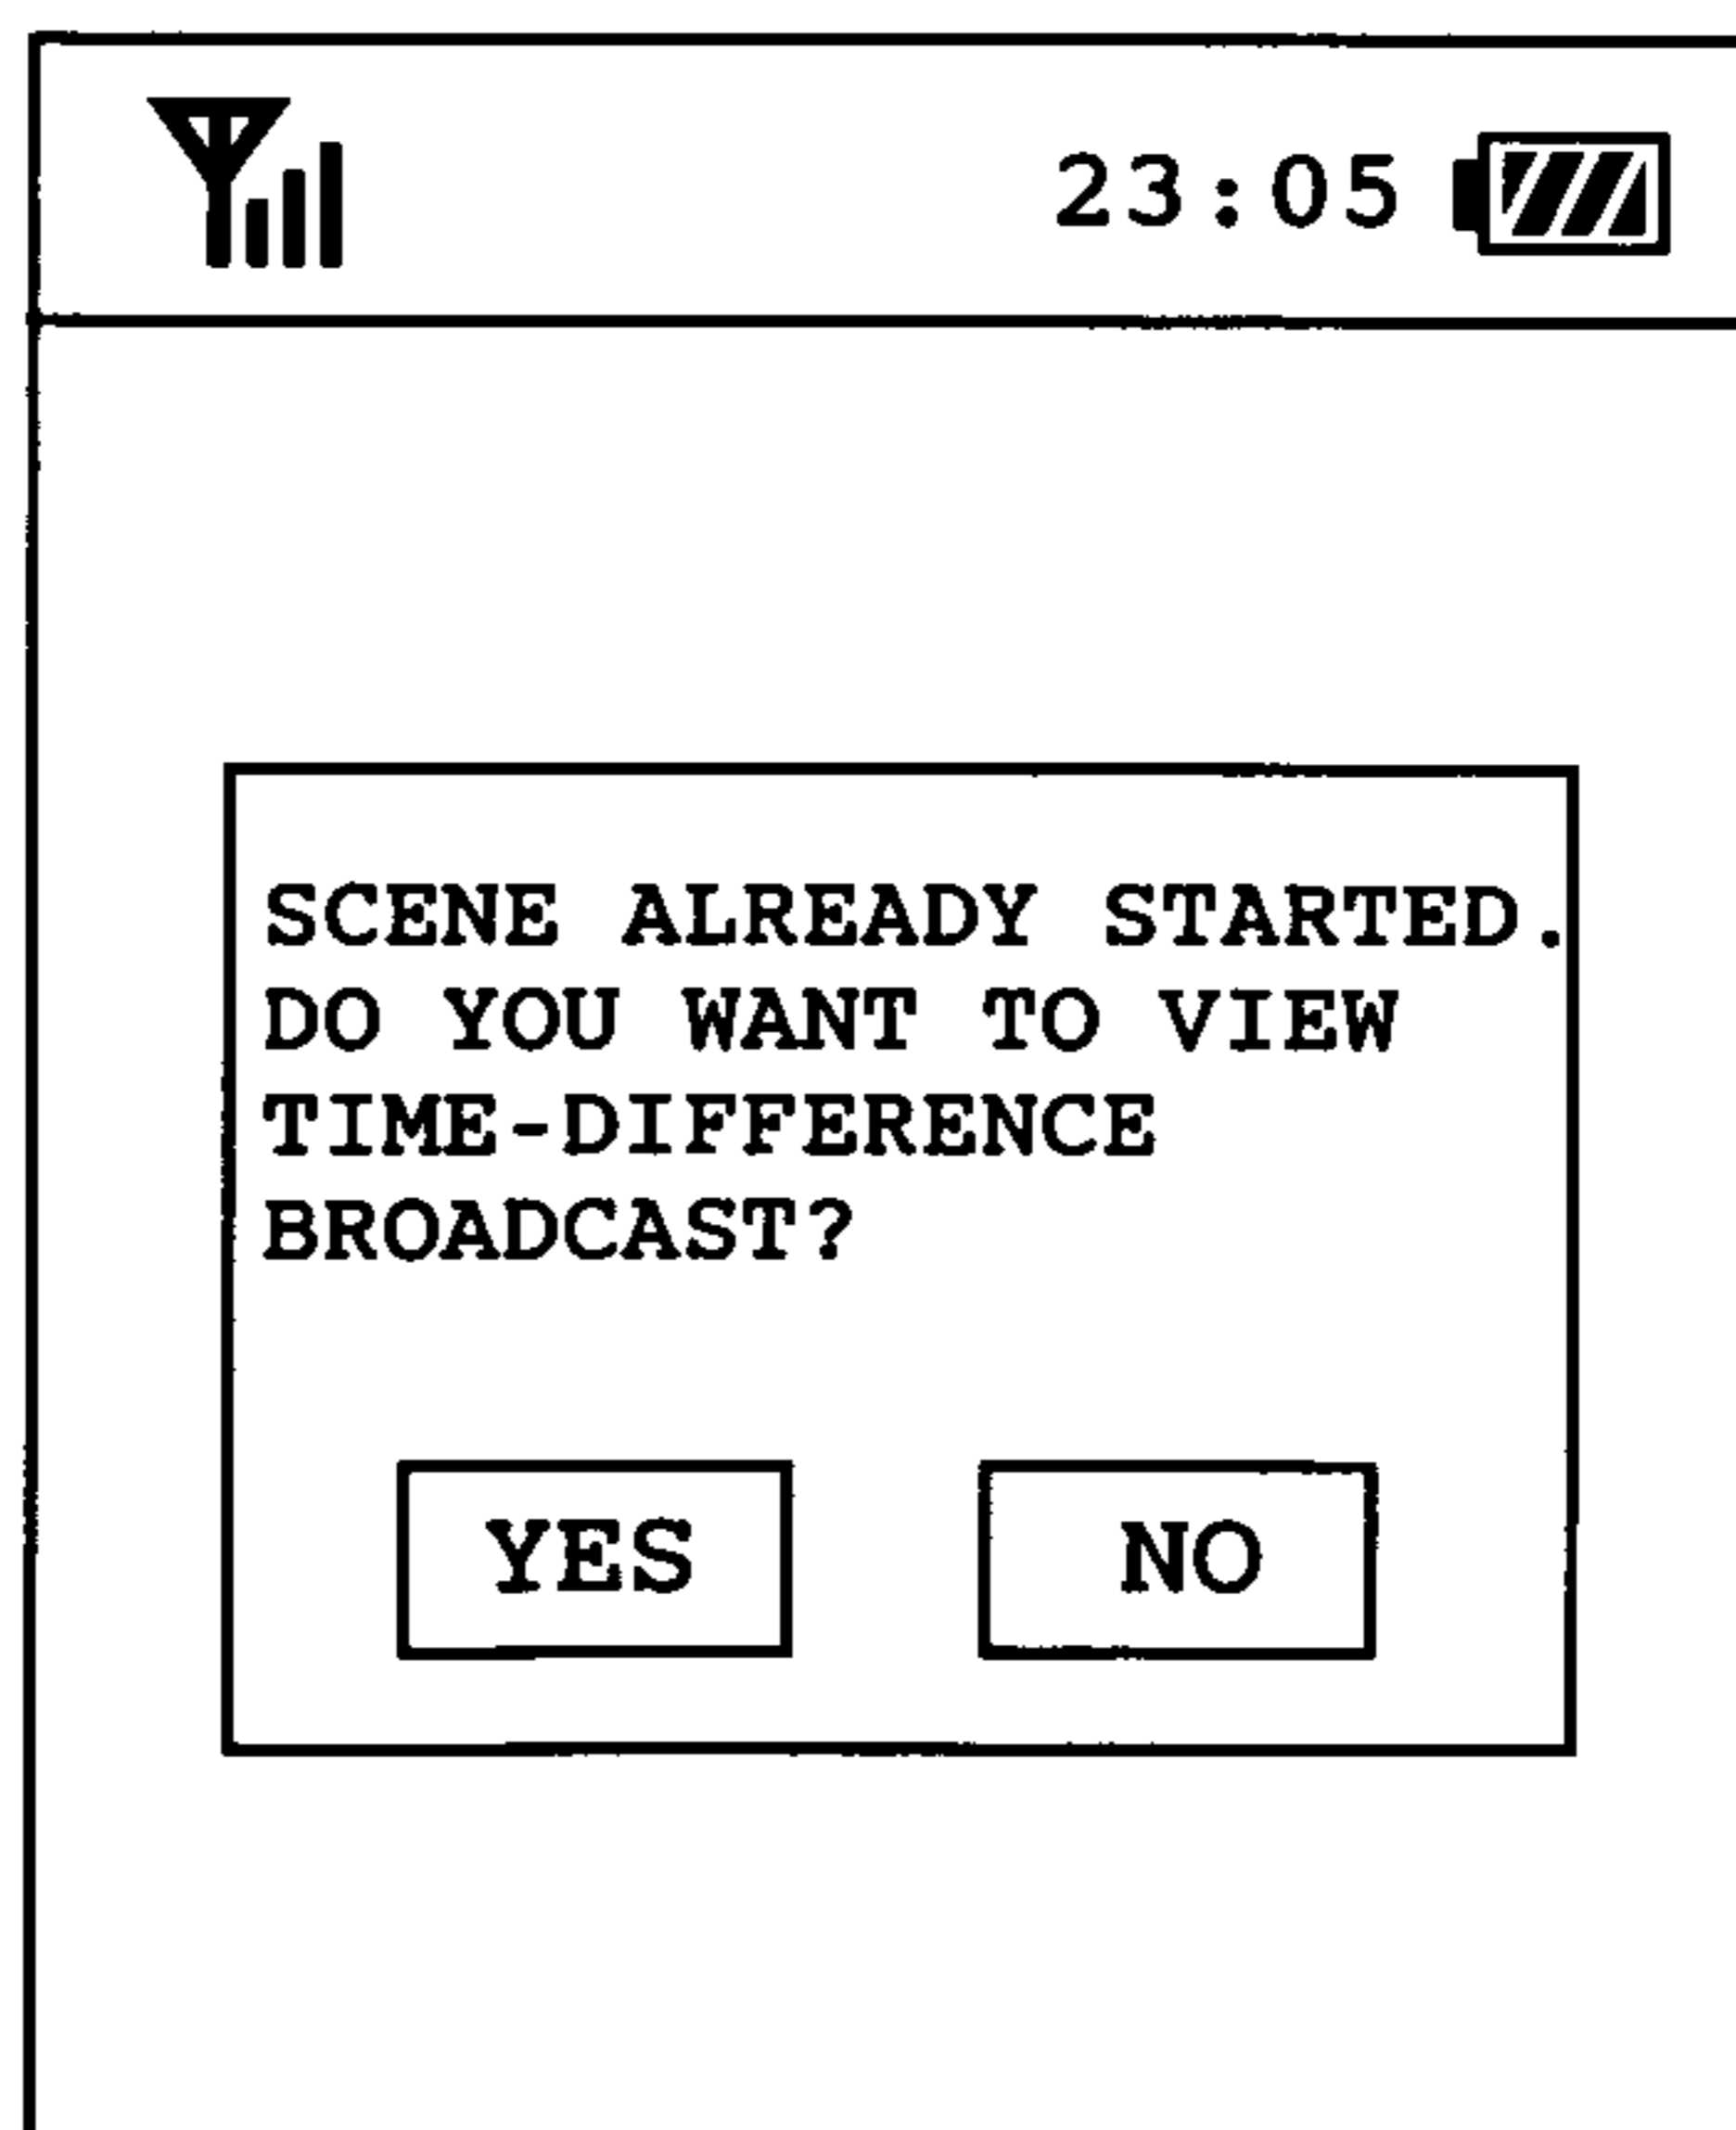 23:05
SCENE ALREADY STARTED.
DO YOU WANT TO VIEW
TIME-DIFFERENCE
BROADCAST?
YES NO